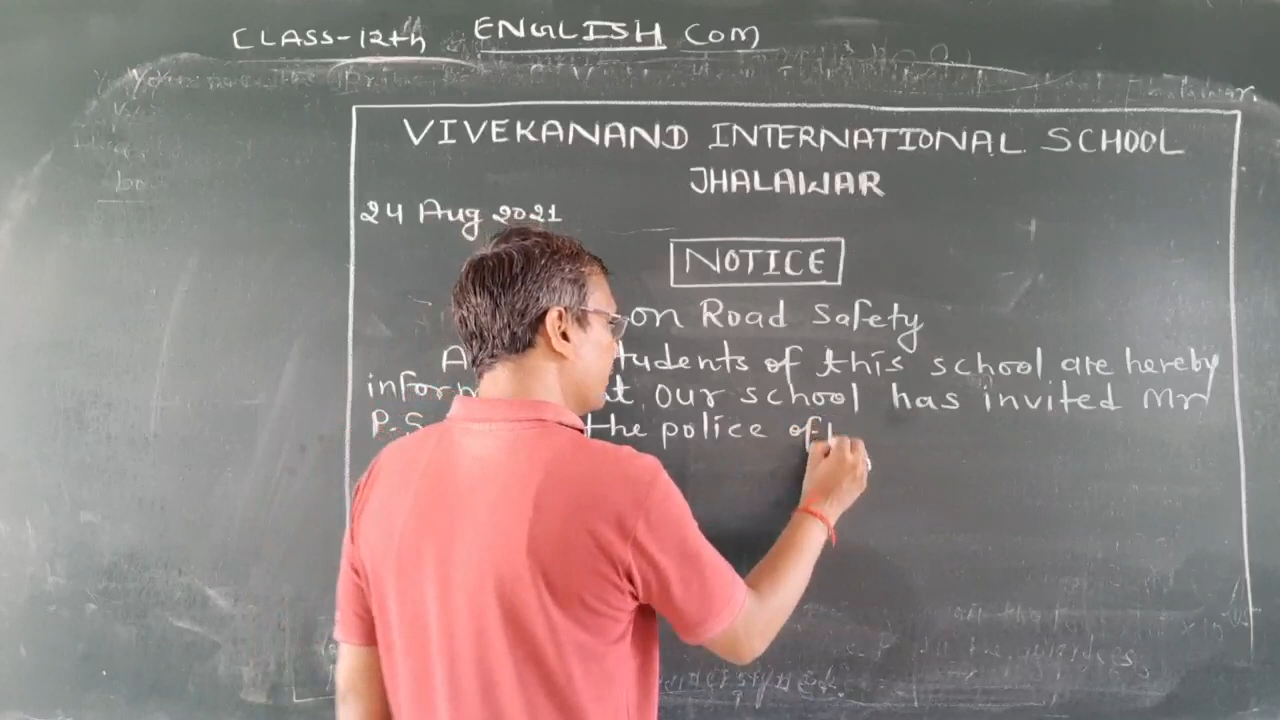 CLASS-12th ENGLISH COM
VIVEKANAND INTERNATIONAL SCHOOL
JHALAWAR
24 Aug 2021
NOTICE
on Road Safety
A tudents of this school are hereby
inform t our school has invited Mr
P.S the police of